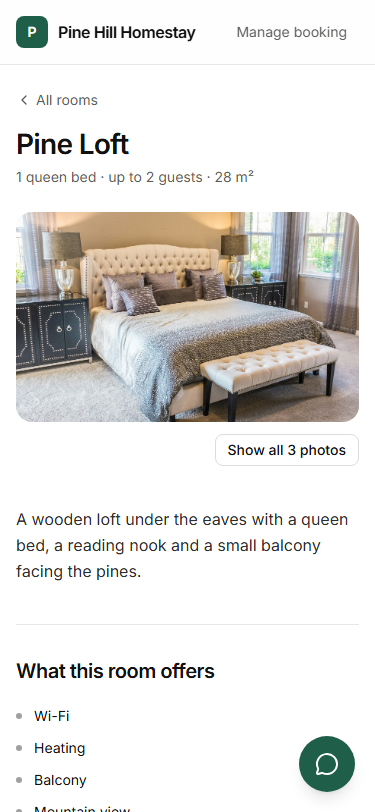 P
Pine Hill Homestay
Manage booking
All rooms
Pine Loft
1 queen bed · up to 2 guests · 28 m²
Show all 3 photos
A wooden loft under the eaves with a queen
bed, a reading nook and a small balcony
facing the pines.
What this room offers
Wi-Fi
Heating
Balcony
Mountain view